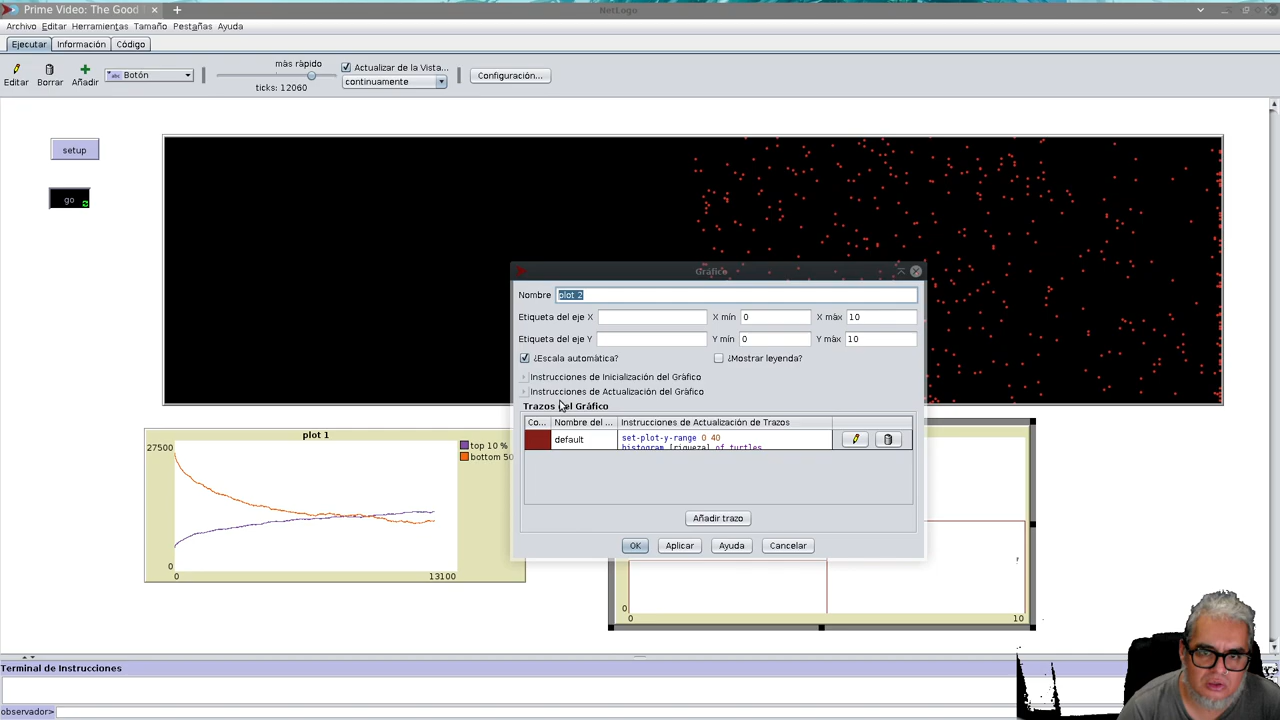 Prime Video: The Good
NetLogo
Archivo Editar Herramientas Tamaño Pestañas Ayuda
Ejecutar Información Código
más rápido
Actualizar de la Vista...
Editar Borrar Añadir
abc Botón
continuamente
Configuración...
ticks: 12060
setup
go
Gráfico
Nombre plot 2
Etiqueta del eje X X mín 0 X máx 10
Etiqueta del eje Y Y mín 0 Y máx 10
¿Escala automática? ¿Mostrar leyenda?
Instrucciones de Inicialización del Gráfico
Instrucciones de Actualización del Gráfico
Trazos del Gráfico
Co... Nombre del ... Instrucciones de Actualización de Trazos
default
set-plot-y-range 0 40
histogram [riqueza] of turtles
Añadir trazo
OK Aplicar Ayuda Cancelar
plot 1
27500
top 10 %
bottom 50
0
0 13100
0
0 10
Terminal de Instrucciones
observador>